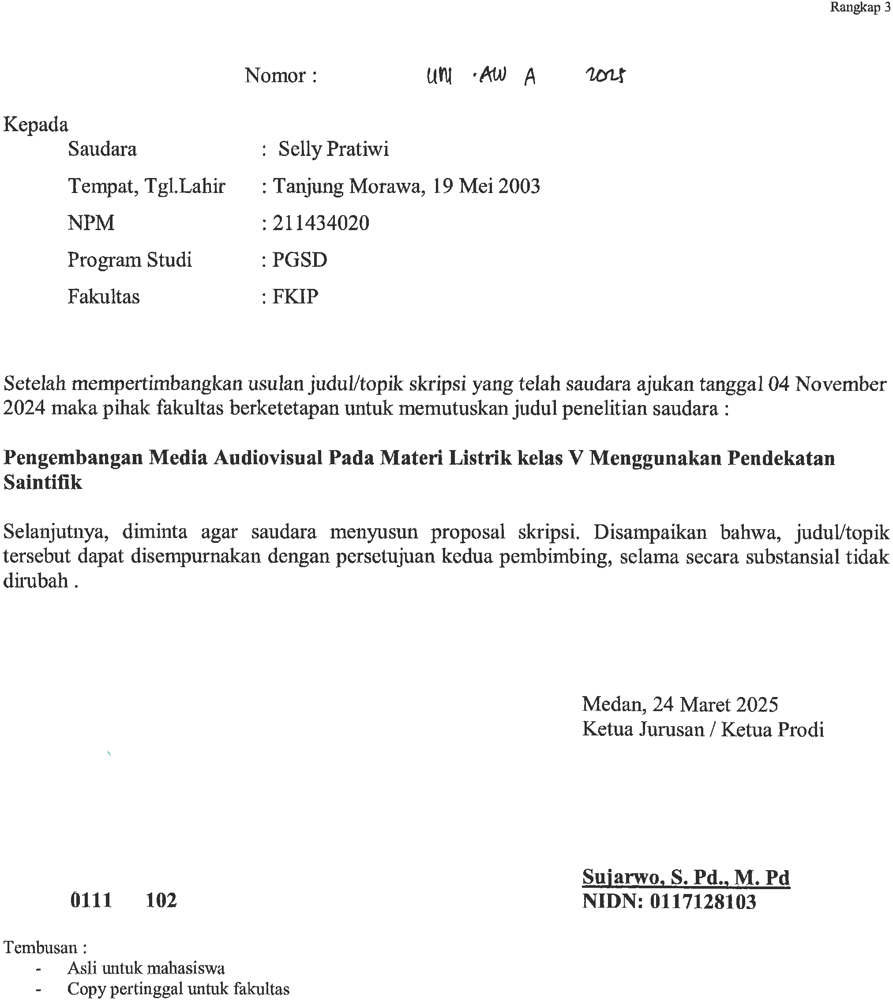 Rangkap 3
Nomor : UNI .AW A 2025
Kepada
Saudara : Selly Pratiwi
Tempat, Tgl.Lahir : Tanjung Morawa, 19 Mei 2003
NPM : 211434020
Program Studi : PGSD
Fakultas : FKIP
Setelah mempertimbangkan usulan judul/topik skripsi yang telah saudara ajukan tanggal 04 November
2024 maka pihak fakultas berketetapan untuk memutuskan judul penelitian saudara :
Pengembangan Media Audiovisual Pada Materi Listrik kelas V Menggunakan Pendekatan
Saintifik
Selanjutnya, diminta agar saudara menyusun proposal skripsi. Disampaikan bahwa, judul/topik
tersebut dapat disempurnakan dengan persetujuan kedua pembimbing, selama secara substansial tidak
dirubah .
Medan, 24 Maret 2025
Ketua Jurusan / Ketua Prodi
Sujarwo, S. Pd., M. Pd
0111 102 NIDN: 0117128103
Tembusan :
- Asli untuk mahasiswa
- Copy pertinggal untuk fakultas